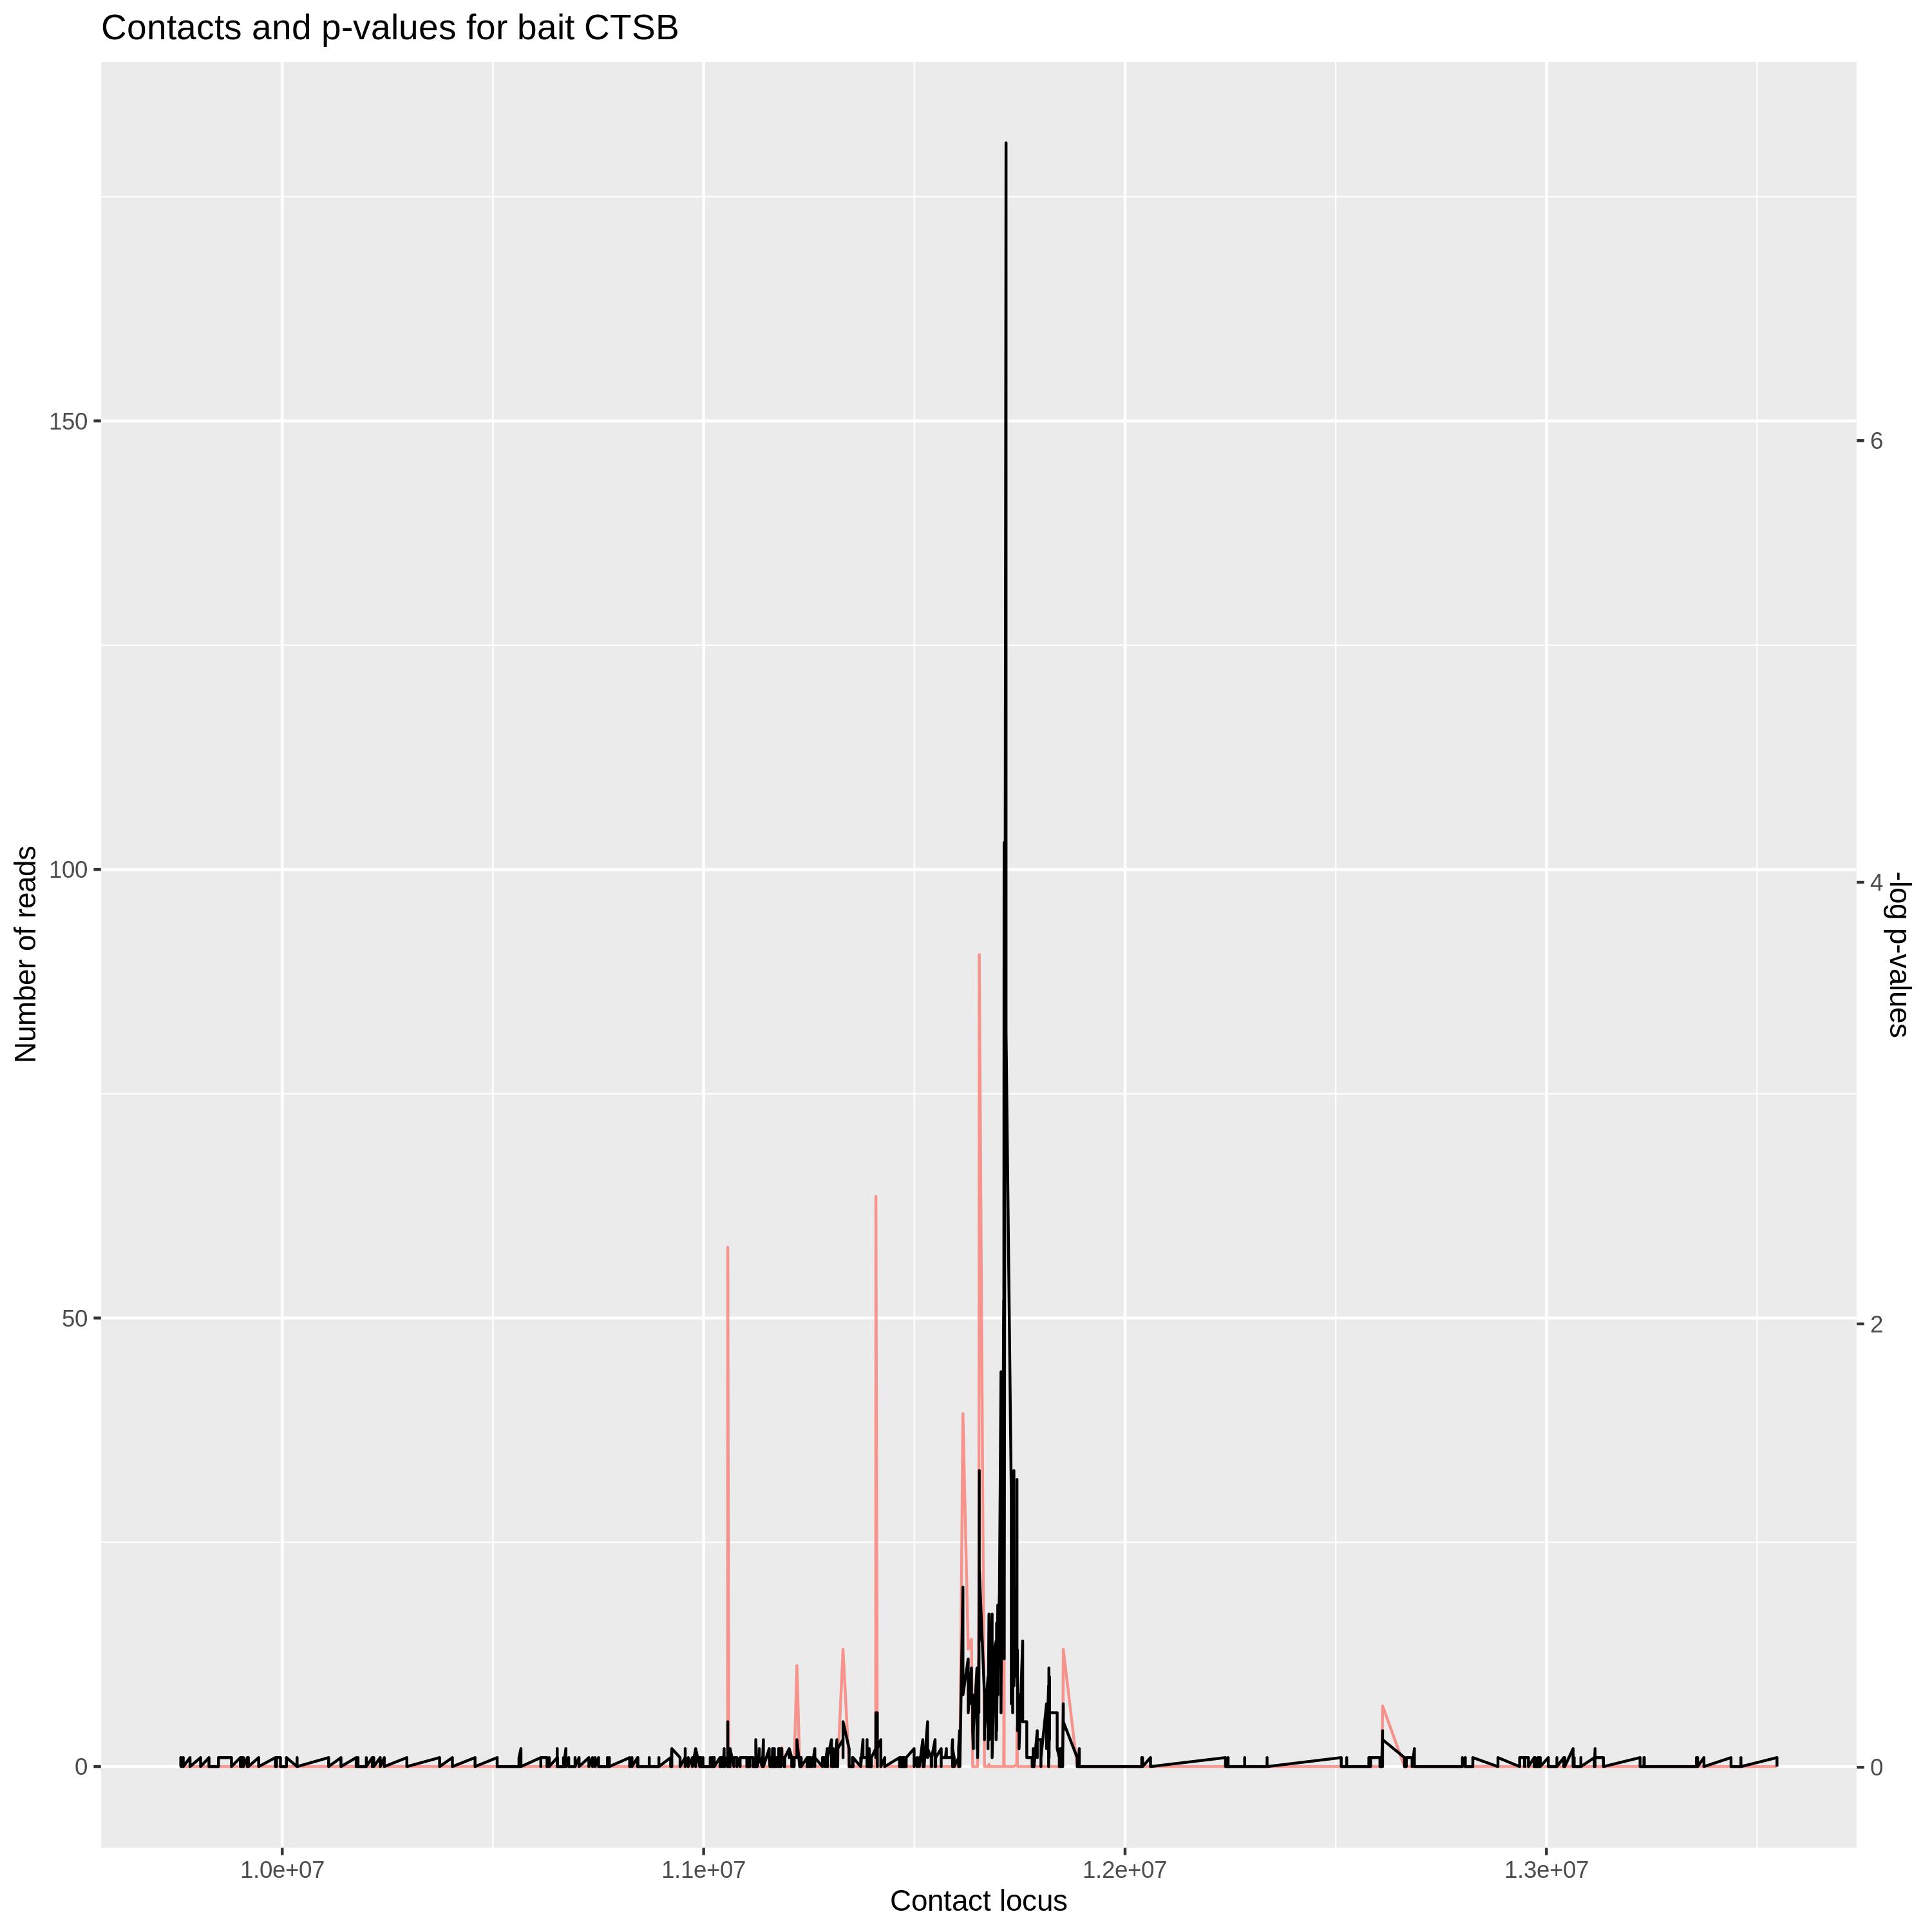 Contacts and p-values for bait CTSB
Number of reads
150
100
50
0
6
4
2
0
-log p-values
1.0e+07
1.1e+07
1.2e+07
1.3e+07
Contact locus